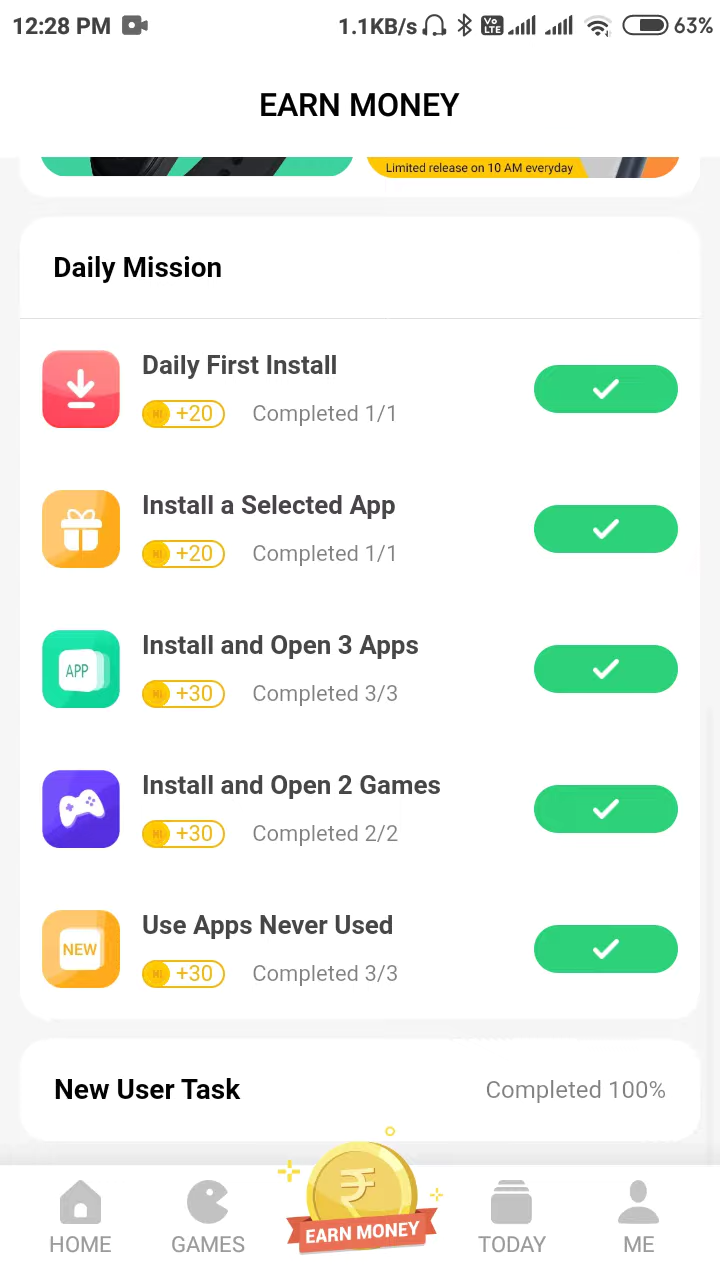 12:28 PM 1.1KB/s Vo LTE 63%
EARN MONEY
Limited release on 10 AM everyday
Daily Mission
Daily First Install
+20 Completed 1/1
Install a Selected App
+20 Completed 1/1
APP
Install and Open 3 Apps
+30 Completed 3/3
Install and Open 2 Games
+30 Completed 2/2
NEW
Use Apps Never Used
+30 Completed 3/3
New User Task Completed 100%
₹
EARN MONEY
HOME GAMES TODAY ME